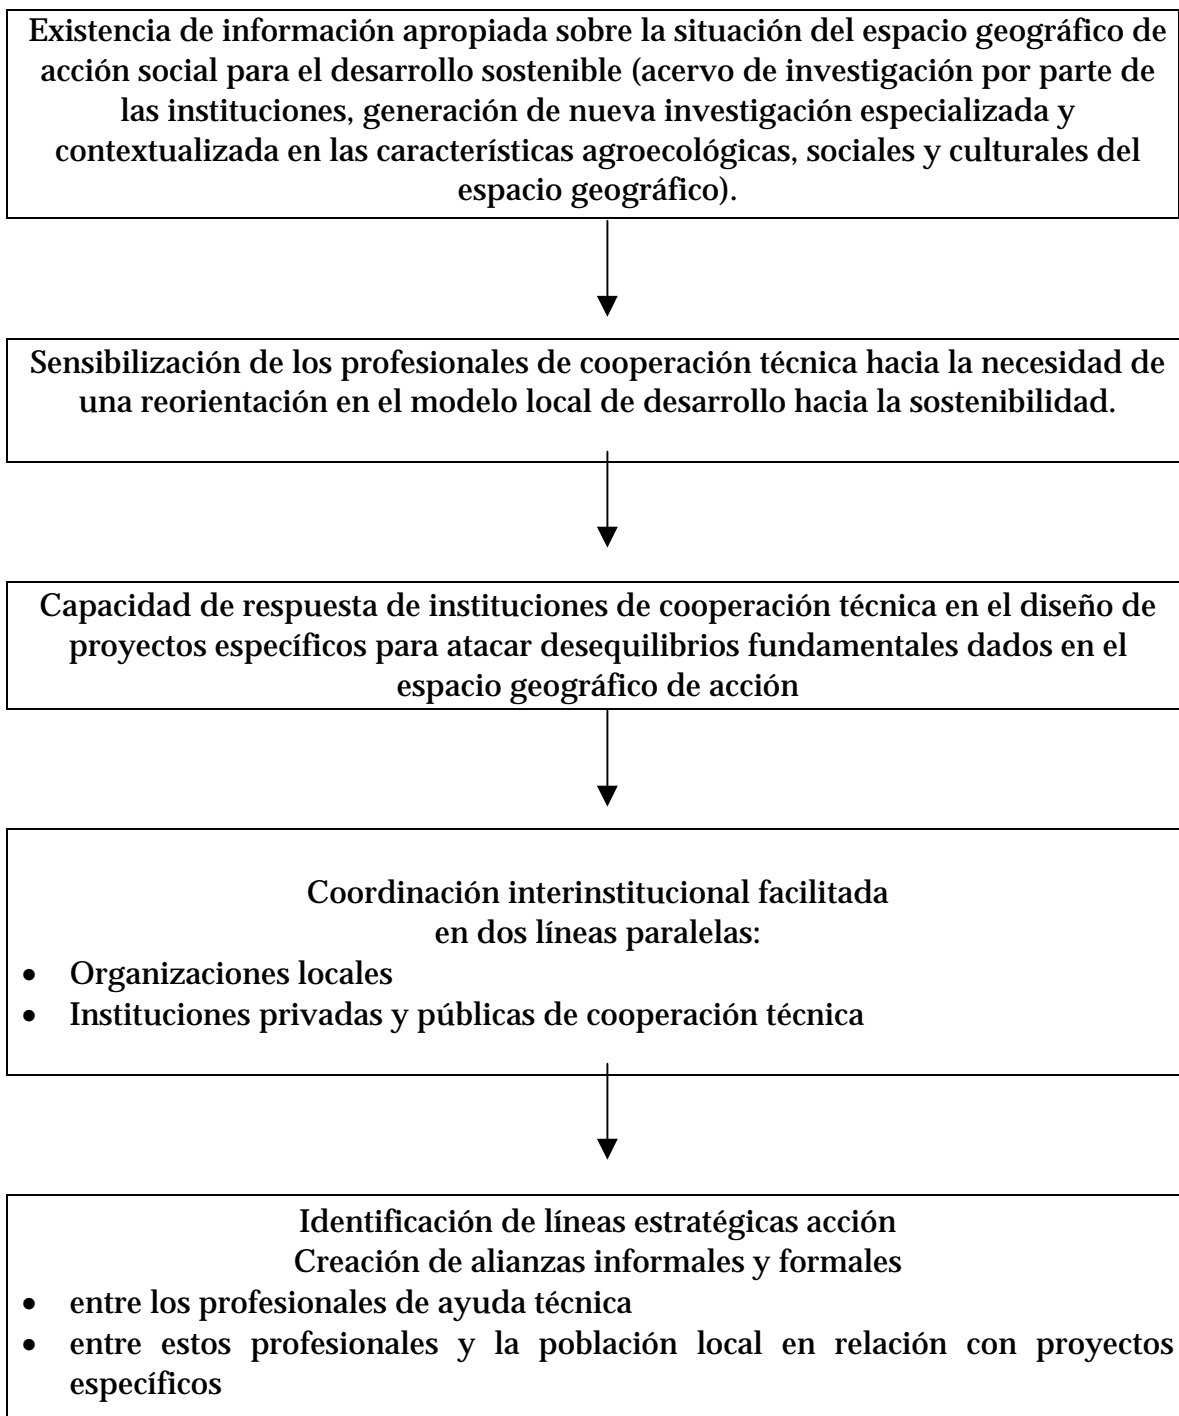 Existencia de información apropiada sobre la situación del espacio geográfico de
acción social para el desarrollo sostenible (acervo de investigación por parte de
las instituciones, generación de nueva investigación especializada y
contextualizada en las características agroecológicas, sociales y culturales del
espacio geográfico).
Sensibilización de los profesionales de cooperación técnica hacia la necesidad de
una reorientación en el modelo local de desarrollo hacia la sostenibilidad.
Capacidad de respuesta de instituciones de cooperación técnica en el diseño de
proyectos específicos para atacar desequilibrios fundamentales dados en el
espacio geográfico de acción
Coordinación interinstitucional facilitada
en dos líneas paralelas:
• Organizaciones locales
• Instituciones privadas y públicas de cooperación técnica
Identificación de líneas estratégicas acción
Creación de alianzas informales y formales
• entre los profesionales de ayuda técnica
• entre estos profesionales y la población local en relación con proyectos
específicos